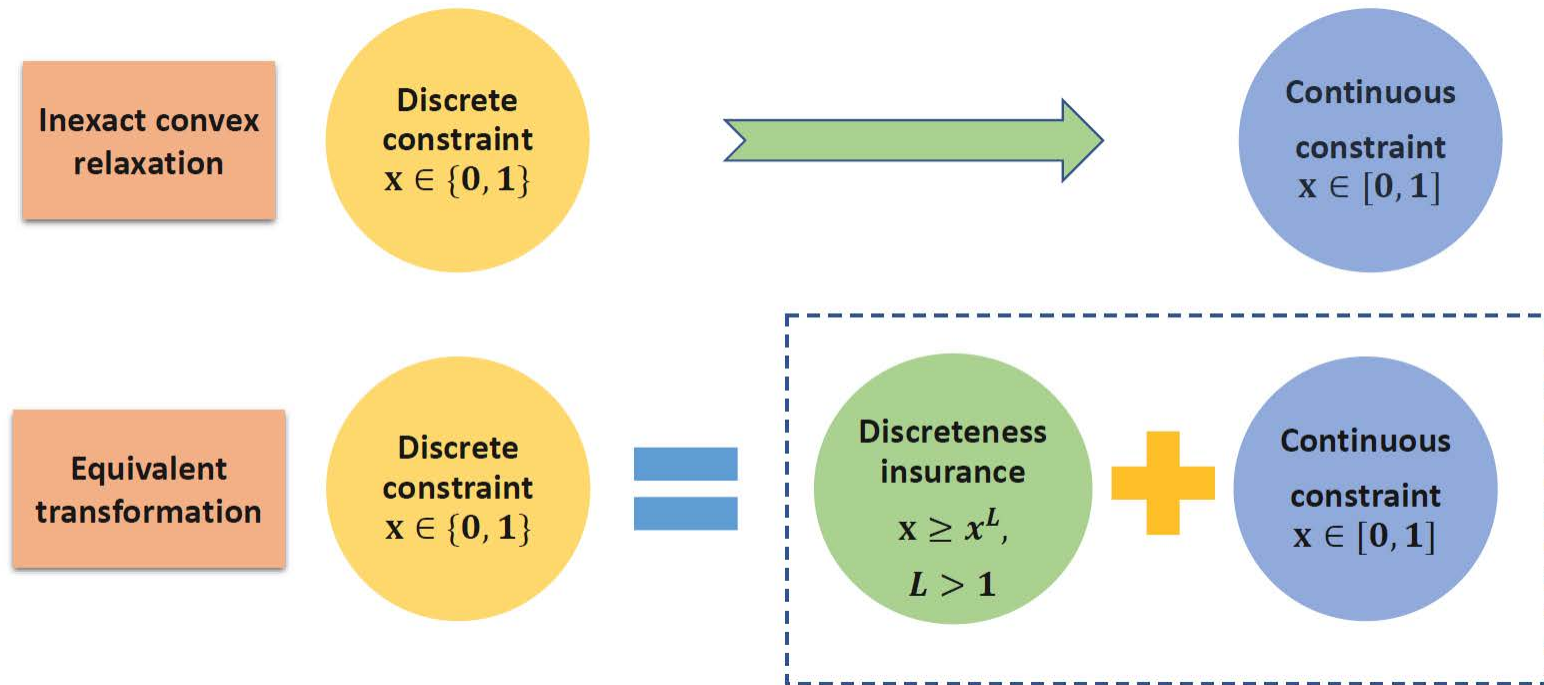 Inexact convex
relaxation
Discrete
constraint
x ∈ {0, 1}
Continuous
constraint
x ∈ [0, 1]
Equivalent
transformation
Discrete
constraint
x ∈ {0, 1}
Discreteness
insurance
x ≥ x^L,
L > 1
Continuous
constraint
x ∈ [0, 1]